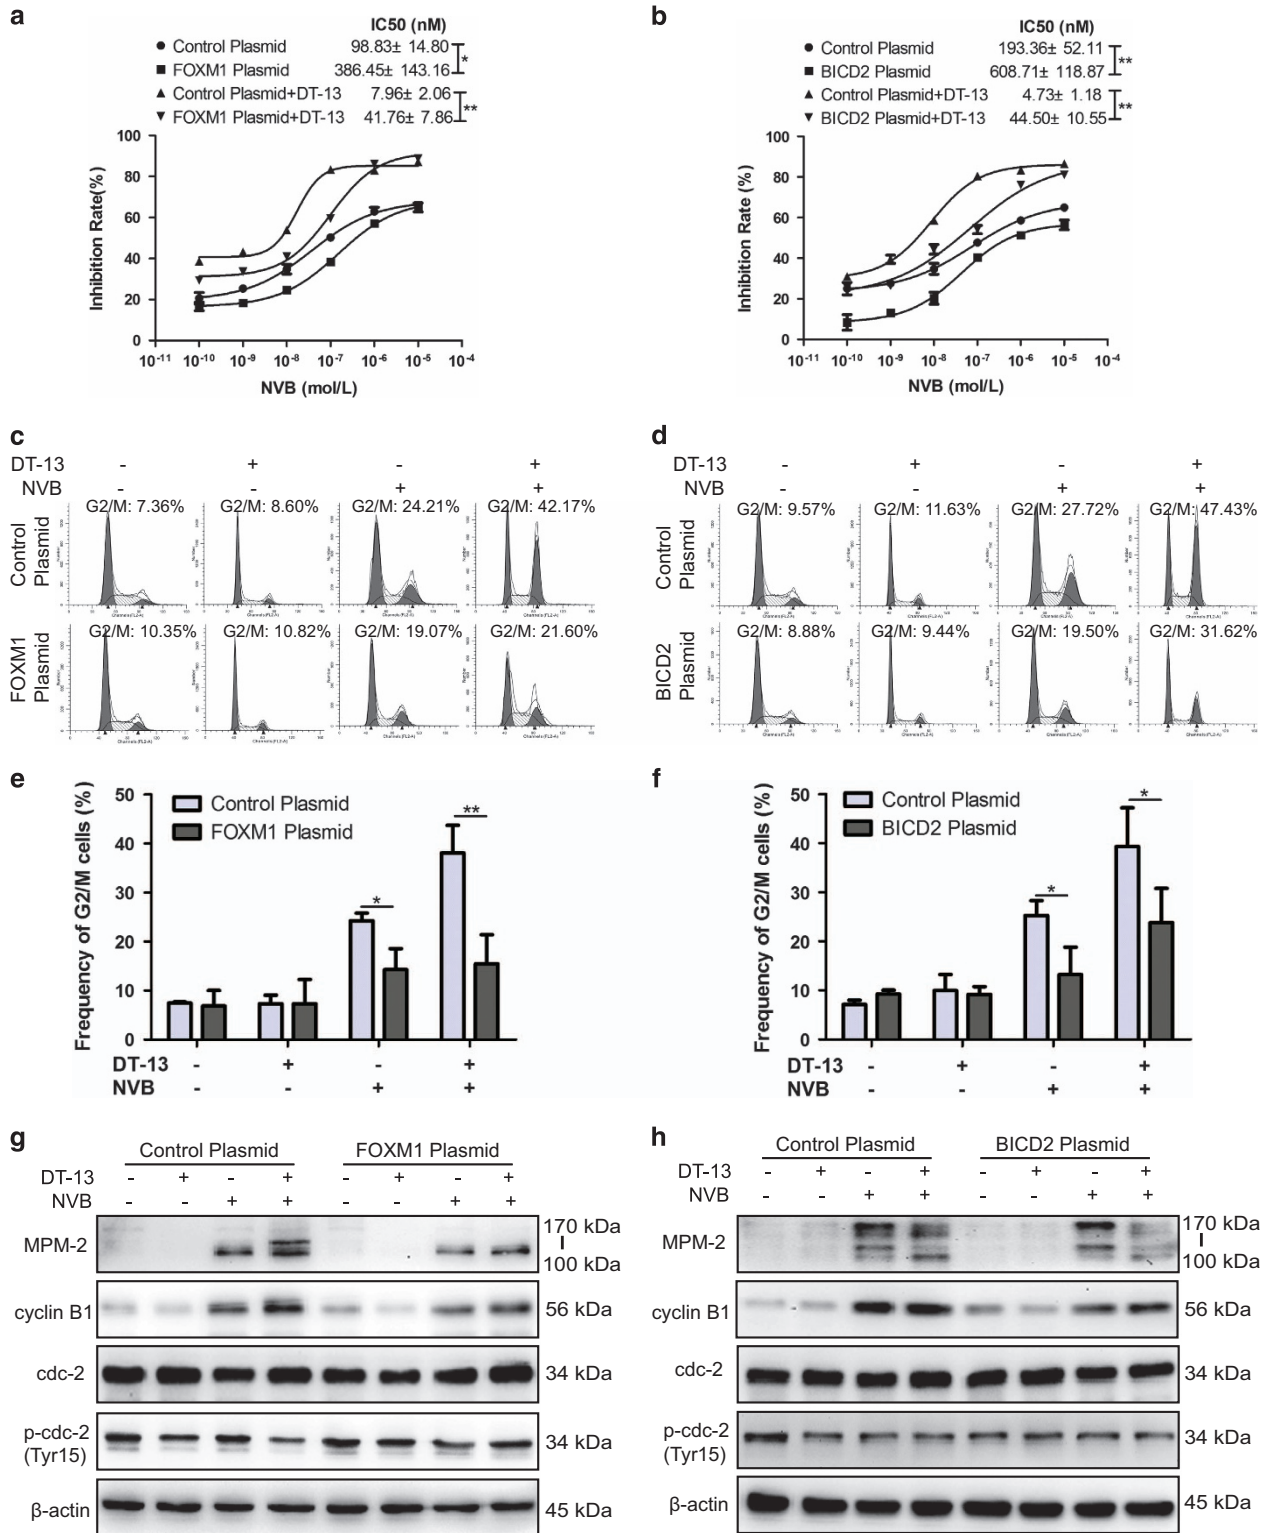 a
IC50 (nM)
Control Plasmid 98.83± 14.80
*
FOXM1 Plasmid 386.45± 143.16
Control Plasmid+DT-13 7.96± 2.06
**
FOXM1 Plasmid+DT-13 41.76± 7.86
Inhibition Rate(%)
100
80
60
40
20
0
10-11 10-10 10-9 10-8 10-7 10-6 10-5 10-4
NVB (mol/L)
b
IC50 (nM)
Control Plasmid 193.36± 52.11
**
BICD2 Plasmid 608.71± 118.87
Control Plasmid+DT-13 4.73± 1.18
**
BICD2 Plasmid+DT-13 44.50± 10.55
Inhibition Rate (%)
100
80
60
40
20
0
10-11 10-10 10-9 10-8 10-7 10-6 10-5 10-4
NVB (mol/L)
c
DT-13 - + - +
NVB - - + +
Control Plasmid
G2/M: 7.36% G2/M: 8.60% G2/M: 24.21% G2/M: 42.17%
FOXM1 Plasmid
G2/M: 10.35% G2/M: 10.82% G2/M: 19.07% G2/M: 21.60%
d
DT-13 - + - +
NVB - - + +
Control Plasmid
G2/M: 9.57% G2/M: 11.63% G2/M: 27.72% G2/M: 47.43%
BICD2 Plasmid
G2/M: 8.88% G2/M: 9.44% G2/M: 19.50% G2/M: 31.62%
e
Frequency of G2/M cells (%)
50
40
30
20
10
0
Control Plasmid
FOXM1 Plasmid
*
**
DT-13 - + - +
NVB - - + +
f
Frequency of G2/M cells (%)
50
40
30
20
10
0
Control Plasmid
BICD2 Plasmid
*
*
DT-13 - + - +
NVB - - + +
g
Control Plasmid FOXM1 Plasmid
DT-13 - + - + - + - +
NVB - - + + - - + +
MPM-2
170 kDa
100 kDa
cyclin B1 56 kDa
cdc-2 34 kDa
p-cdc-2
(Tyr15)
34 kDa
β-actin 45 kDa
h
Control Plasmid BICD2 Plasmid
DT-13 - + - + - + - +
NVB - - + + - - + +
MPM-2
170 kDa
100 kDa
cyclin B1 56 kDa
cdc-2 34 kDa
p-cdc-2
(Tyr15)
34 kDa
β-actin 45 kDa